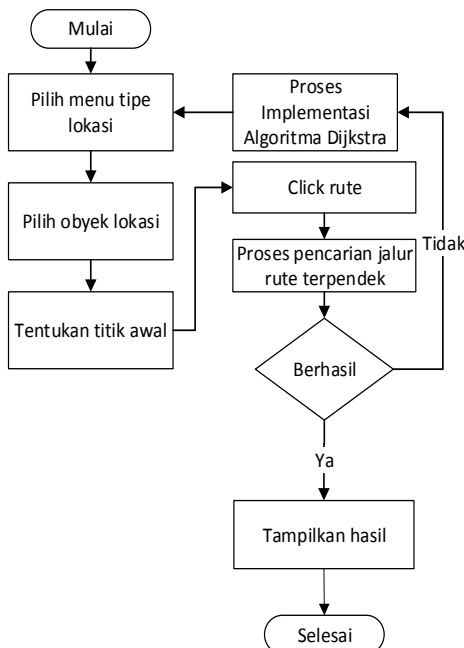 Mulai
Pilih menu tipe
lokasi
Proses
Implementasi
Algoritma Dijkstra
Pilih obyek lokasi
Click rute
Tidak
Proses pencarian jalur
rute terpendek
Tentukan titik awal
Berhasil
Ya
Tampilkan hasil
Selesai